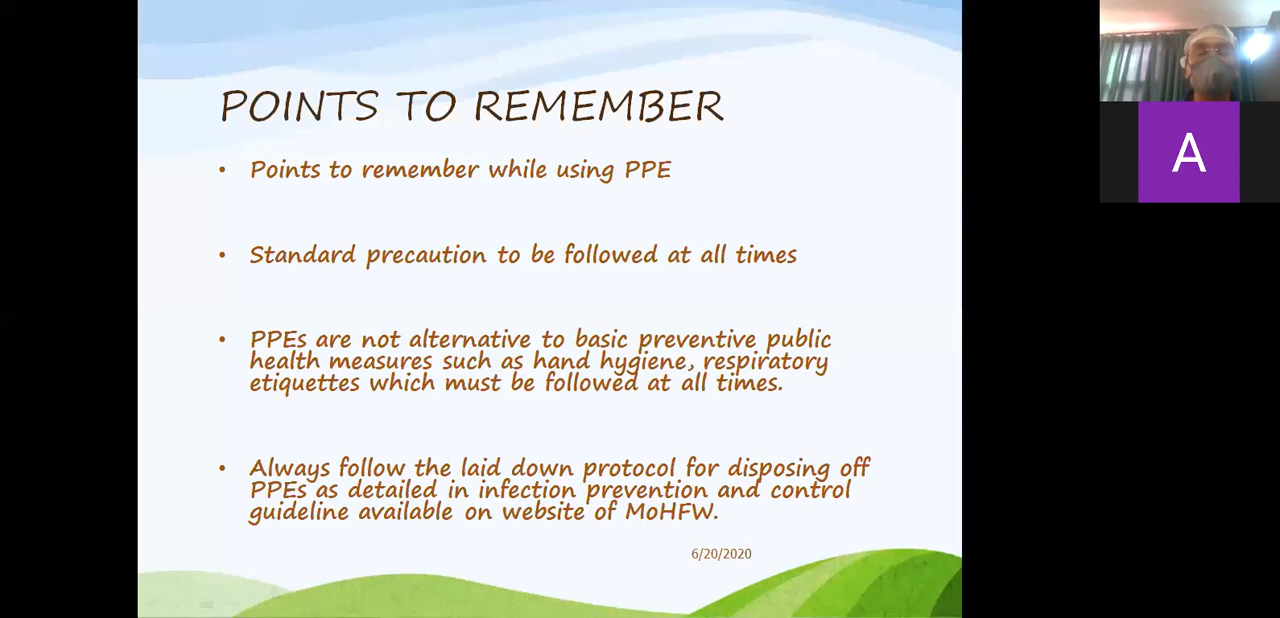 POINTS TO REMEMBER
• Points to remember while using PPE
• Standard precaution to be followed at all times
• PPEs are not alternative to basic preventive public
health measures such as hand hygiene, respiratory
etiquettes which must be followed at all times.
• Always follow the laid down protocol for disposing off
PPEs as detailed in infection prevention and control
guideline available on website of MoHFW.
6/20/2020
A